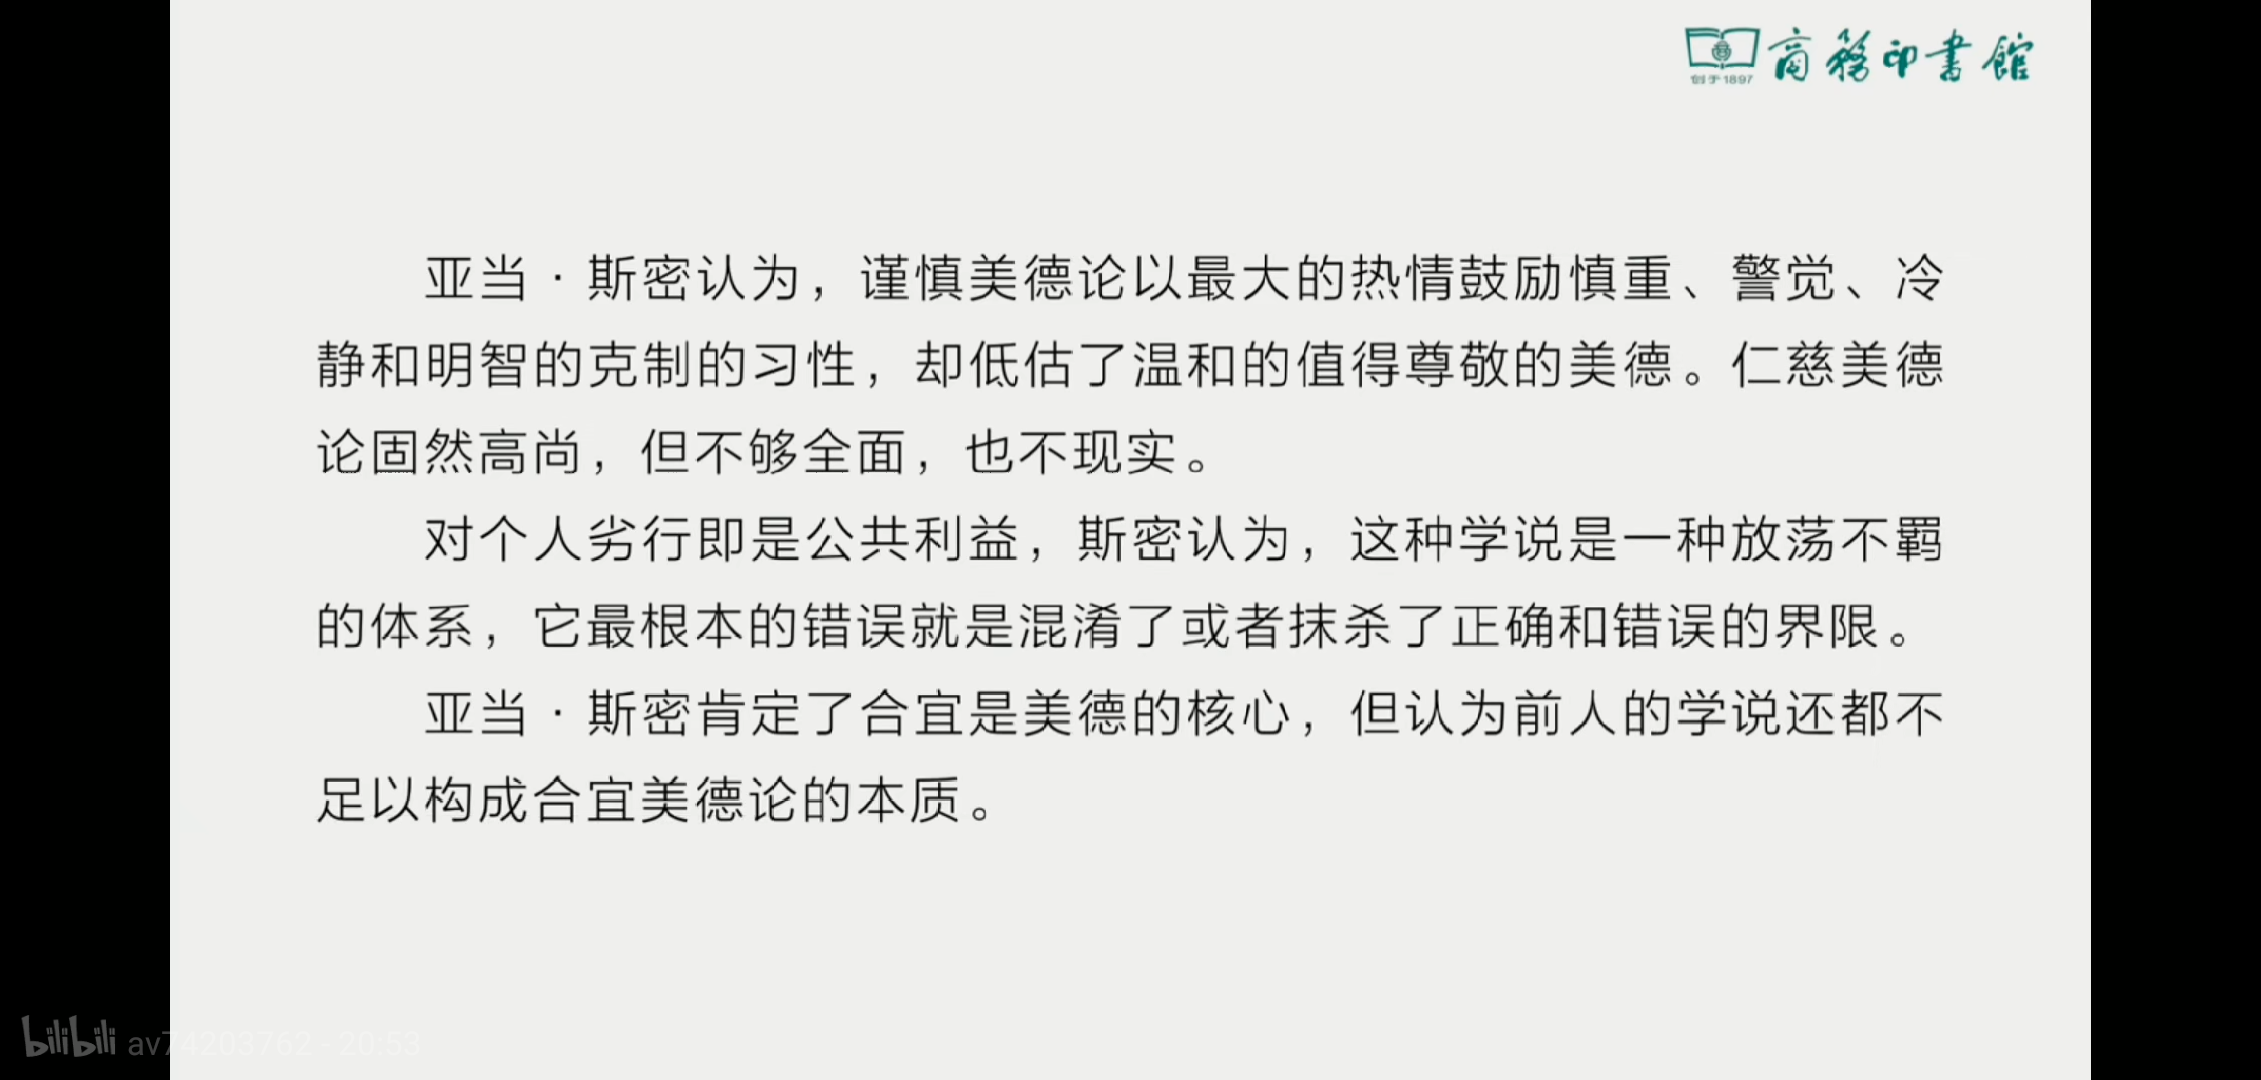 创于1897 商務印書館
亚当·斯密认为，谨慎美德论以最大的热情鼓励慎重、警觉、冷
静和明智的克制的习性，却低估了温和的值得尊敬的美德。仁慈美德
论固然高尚，但不够全面，也不现实。
对个人劣行即是公共利益，斯密认为，这种学说是一种放荡不羁
的体系，它最根本的错误就是混淆了或者抹杀了正确和错误的界限。
亚当·斯密肯定了合宜是美德的核心，但认为前人的学说还都不
足以构成合宜美德论的本质。
bilibili av74203762 - 20:53